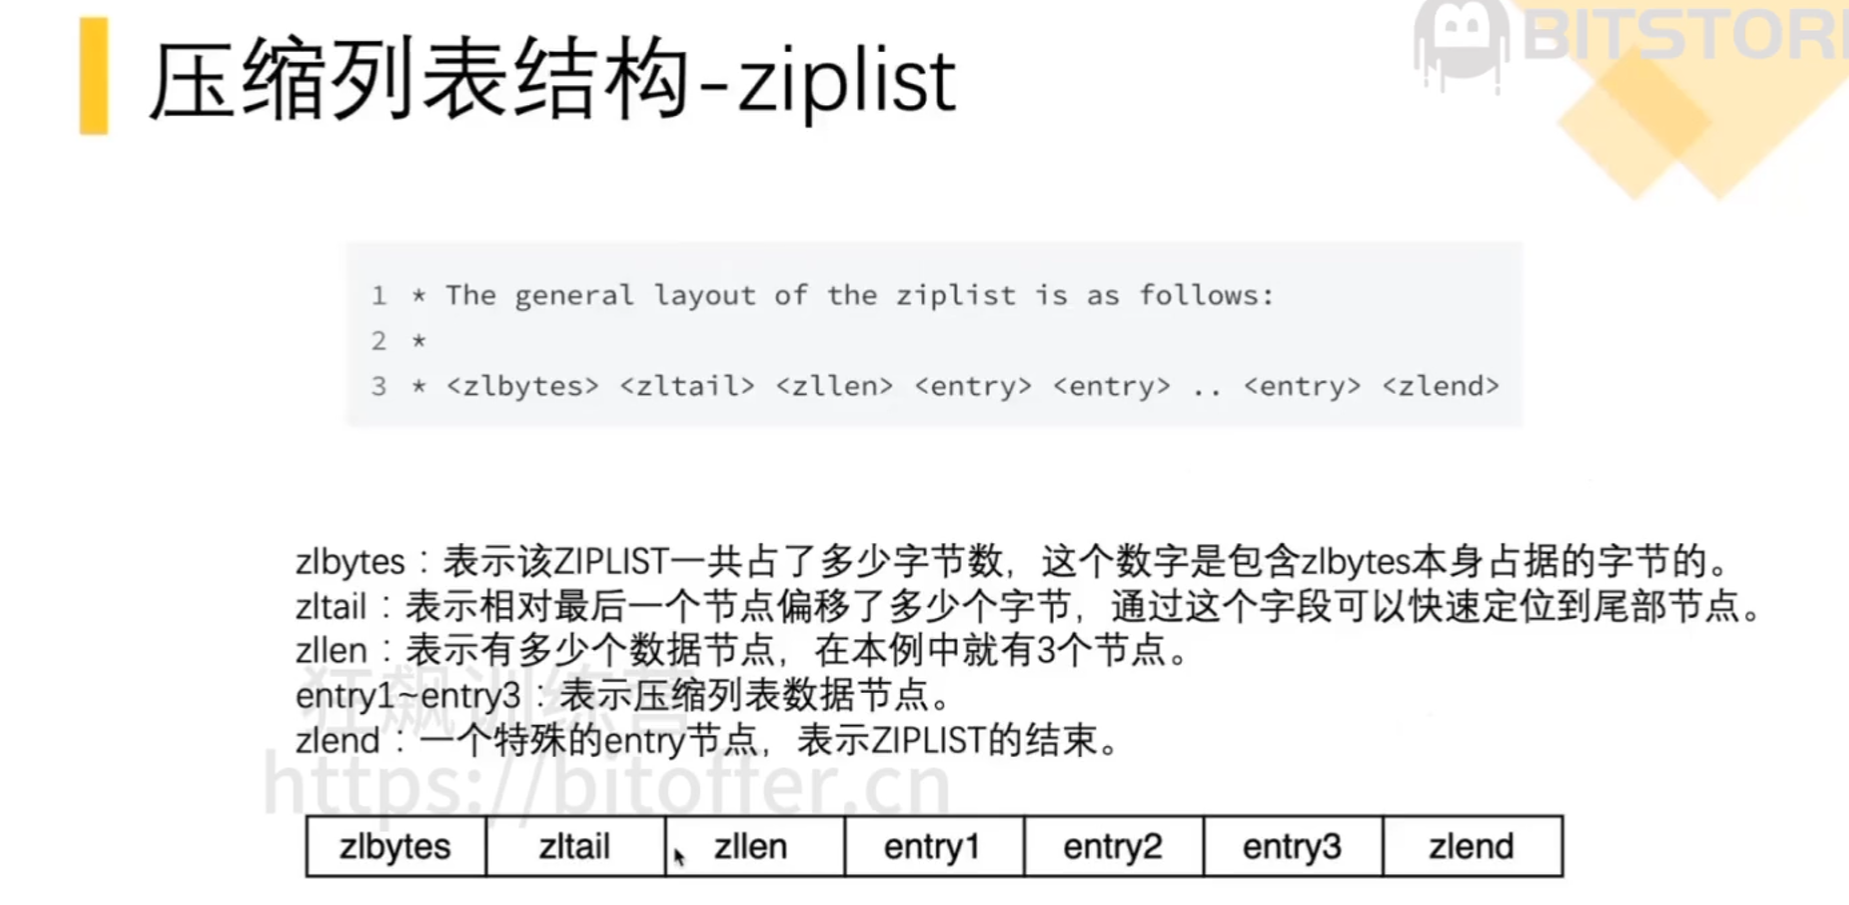 BITSTORE
压缩列表结构-ziplist
1 * The general layout of the ziplist is as follows:
2 *
3 * <zlbytes> <zltail> <zllen> <entry> <entry> .. <entry> <zlend>
zlbytes：表示该ZIPLIST一共占了多少字节数，这个数字是包含zlbytes本身占据的字节的。
zltail：表示相对最后一个节点偏移了多少个字节，通过这个字段可以快速定位到尾部节点。
zllen：表示有多少个数据节点，在本例中就有3个节点。
entry1~entry3：表示压缩列表数据节点。
zlend：一个特殊的entry节点，表示ZIPLIST的结束。
狂飙训练营
https://bitoffer.cn
zlbytes zltail zllen entry1 entry2 entry3 zlend